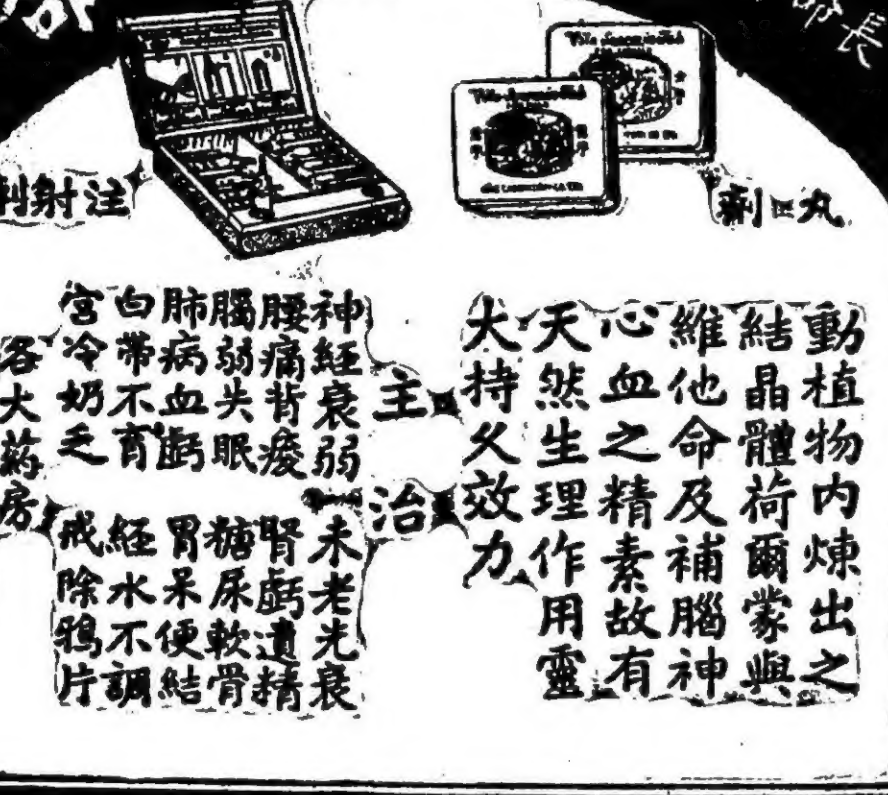 部長
丸劑
注射劑
動植物內煉出之
結晶體荷爾蒙與
維他命及補腦神
心血之精素故有
天然生理作用靈
大持久效力
主治
神經衰弱
腰痛背痠
腦弱失眠
肺病血虧
白帶不育
宮冷奶乏
未老先衰
腎虧遺精
糖尿軟骨
胃呆便結
經水不調
戒除鴉片
各大葯房